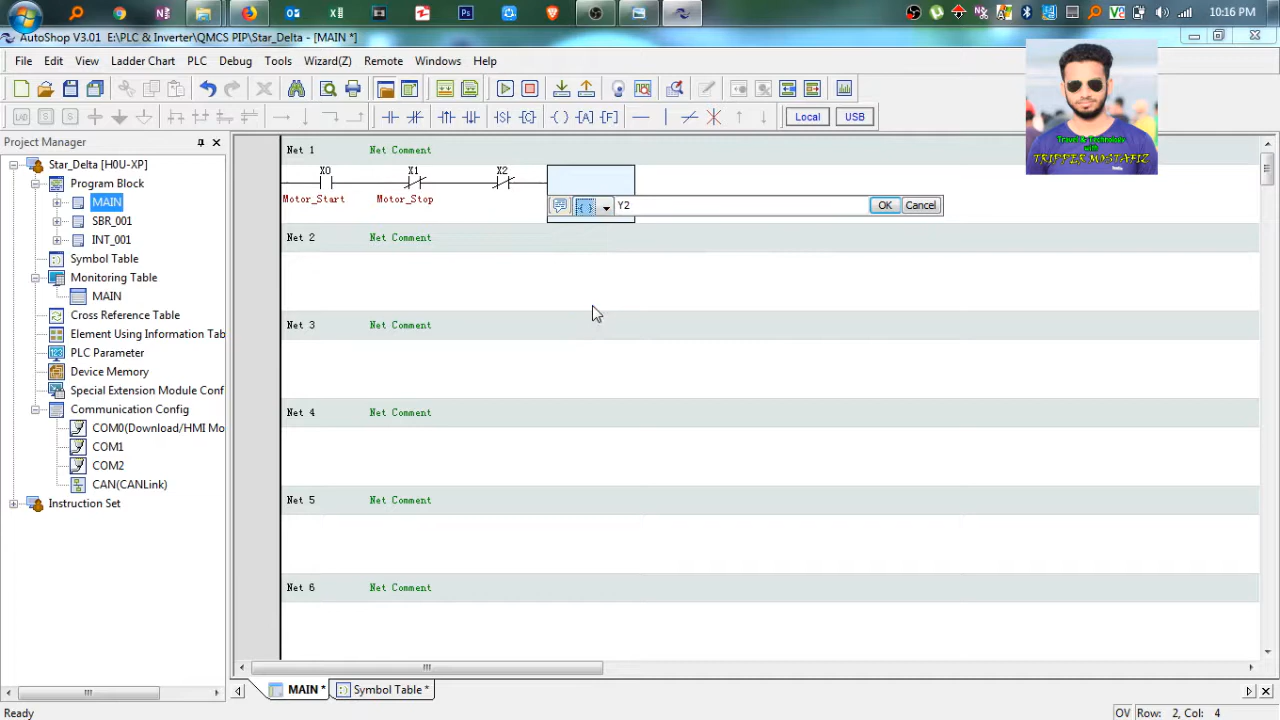 10:16 PM
AutoShop V3.01 E:\PLC & Inverter\QMCS PIP\Star_Delta - [MAIN *]
File Edit View Ladder Chart PLC Debug Tools Wizard(Z) Remote Windows Help
Local USB
Travel & Technology
with
TRIPPER MOSTAFIZ
Project Manager
Star_Delta [H0U-XP]
Program Block
MAIN
SBR_001
INT_001
Symbol Table
Monitoring Table
MAIN
Cross Reference Table
Element Using Information Tab
PLC Parameter
Device Memory
Special Extension Module Conf
Communication Config
COM0(Download/HMI Mo
COM1
COM2
CAN(CANLink)
Instruction Set
Net 1 Net Comment
X0 X1 X2
Motor_Start Motor_Stop
Y2 OK Cancel
Net 2 Net Comment
Net 3 Net Comment
Net 4 Net Comment
Net 5 Net Comment
Net 6 Net Comment
MAIN * Symbol Table *
Ready OV Row: 2, Col: 4